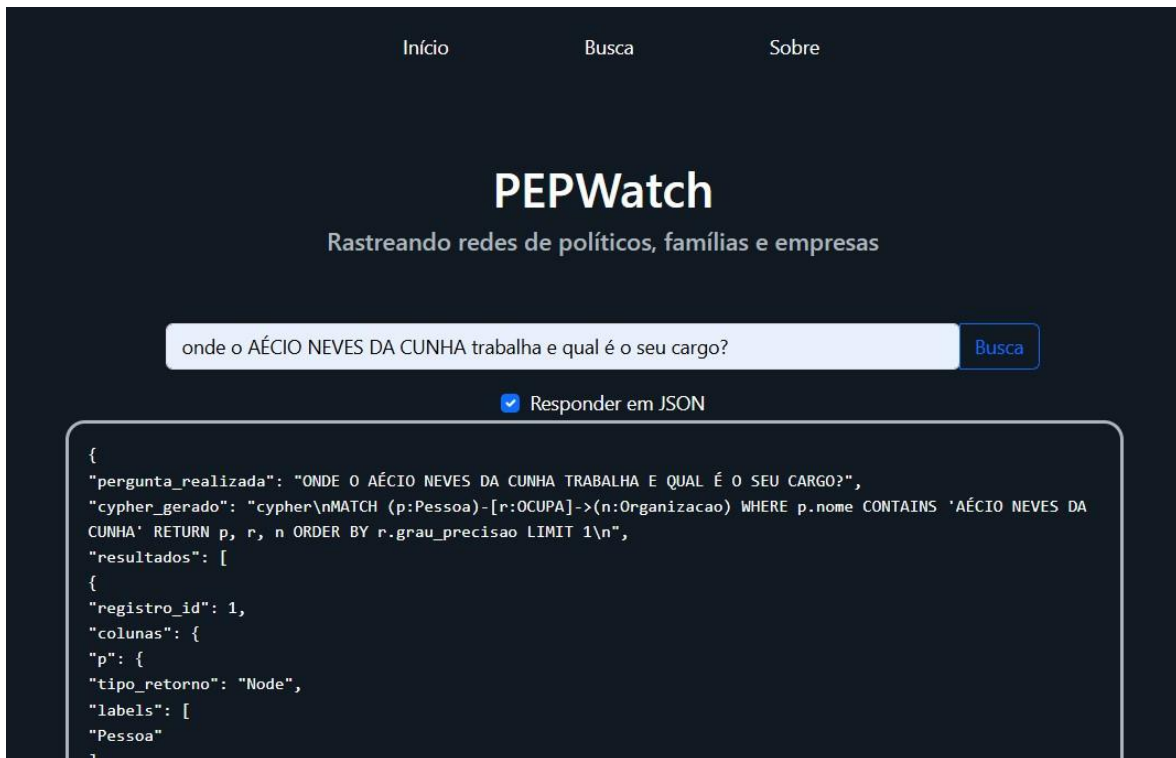 Início Busca Sobre
PEPWatch
Rastreando redes de políticos, famílias e empresas
onde o AÉCIO NEVES DA CUNHA trabalha e qual é o seu cargo? Busca
Responder em JSON
{
"pergunta_realizada": "ONDE O AÉCIO NEVES DA CUNHA TRABALHA E QUAL É O SEU CARGO?",
"cypher_gerado": "cypher\nMATCH (p:Pessoa)-[r:OCUPA]->(n:Organizacao) WHERE p.nome CONTAINS 'AÉCIO NEVES DA
CUNHA' RETURN p, r, n ORDER BY r.grau_precisao LIMIT 1\n",
"resultados": [
{
"registro_id": 1,
"colunas": {
"p": {
"tipo_retorno": "Node",
"labels": [
"Pessoa"